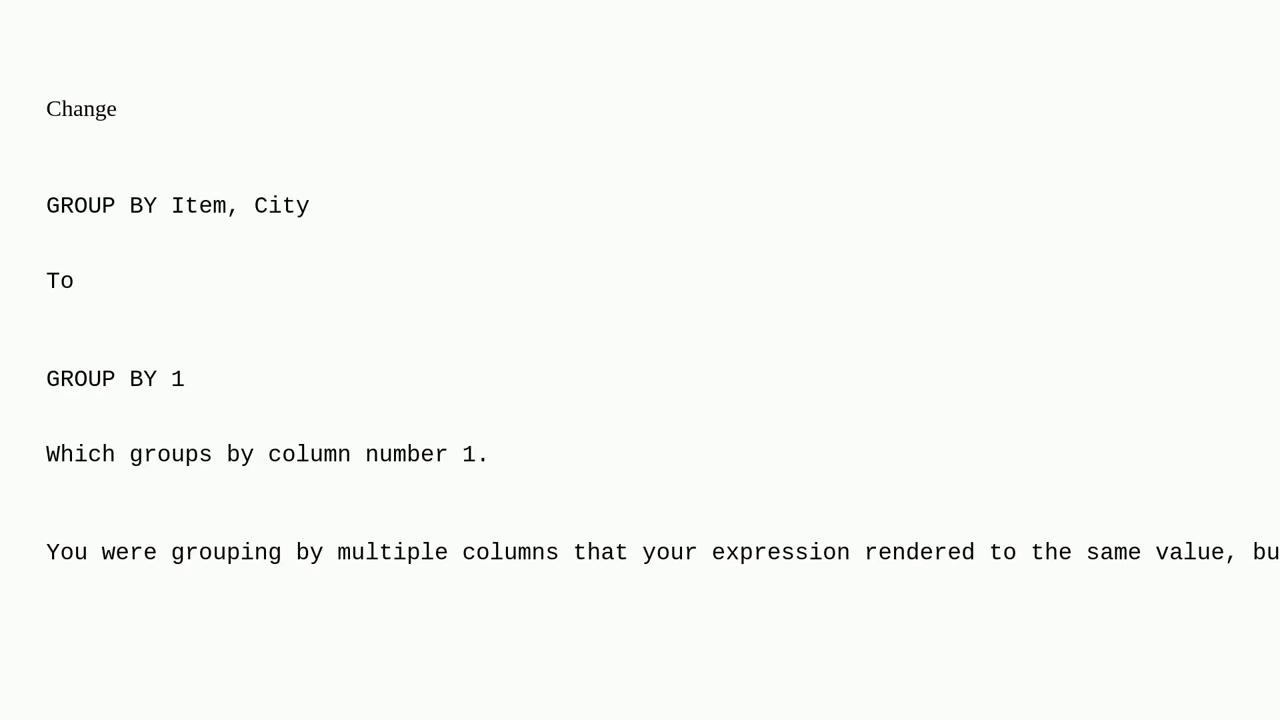 Change
GROUP BY Item, City
To
GROUP BY 1
Which groups by column number 1.
You were grouping by multiple columns that your expression rendered to the same value,